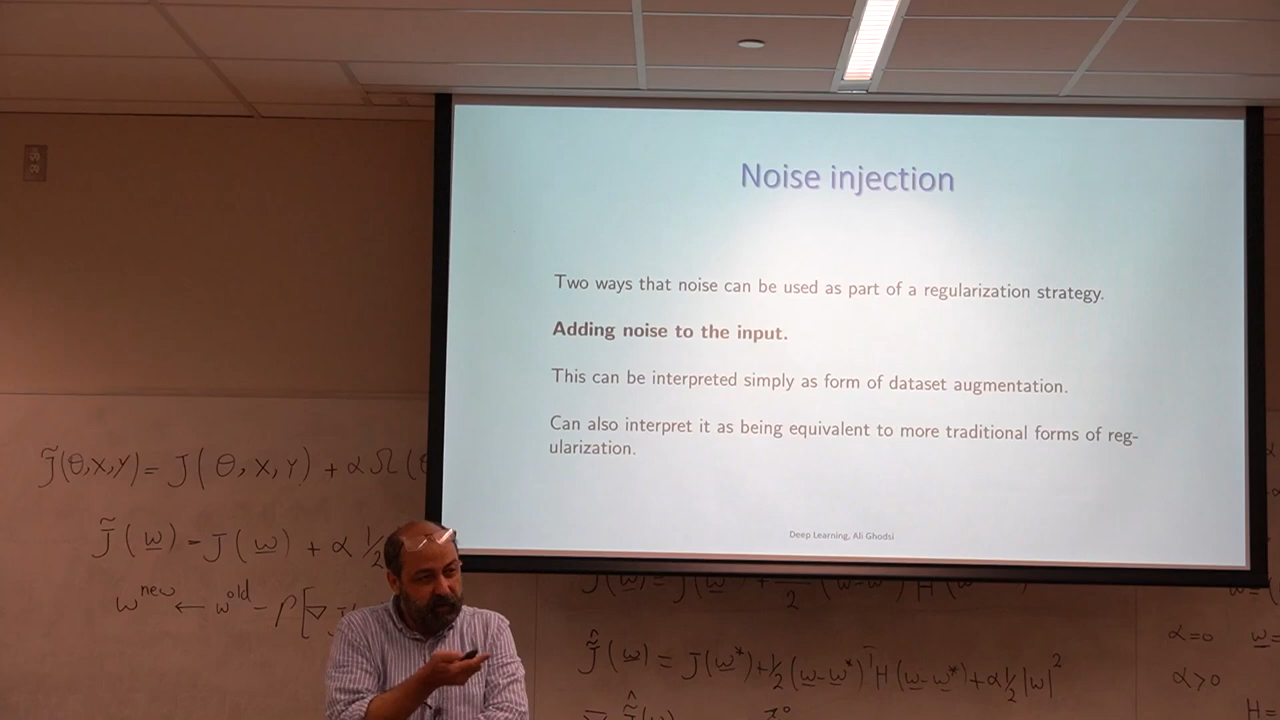 Noise injection
Two ways that noise can be used as part of a regularization strategy.
Adding noise to the input.
This can be interpreted simply as form of dataset augmentation.
Can also interpret it as being equivalent to more traditional forms of reg-
ularization.
Deep Learning, Ali Ghodsi
J̃(θ,X,Y)= J(θ,X,Y) + αΩ(
J̃(w) = J(w) + α 1/2
w^new ← w^old - ρ[∇
Ĵ̃(w) = J(w*)+1/2(w-w*)ᵀH(w-w*)+α1/2|w|²
α=0 w=
α>0
H=